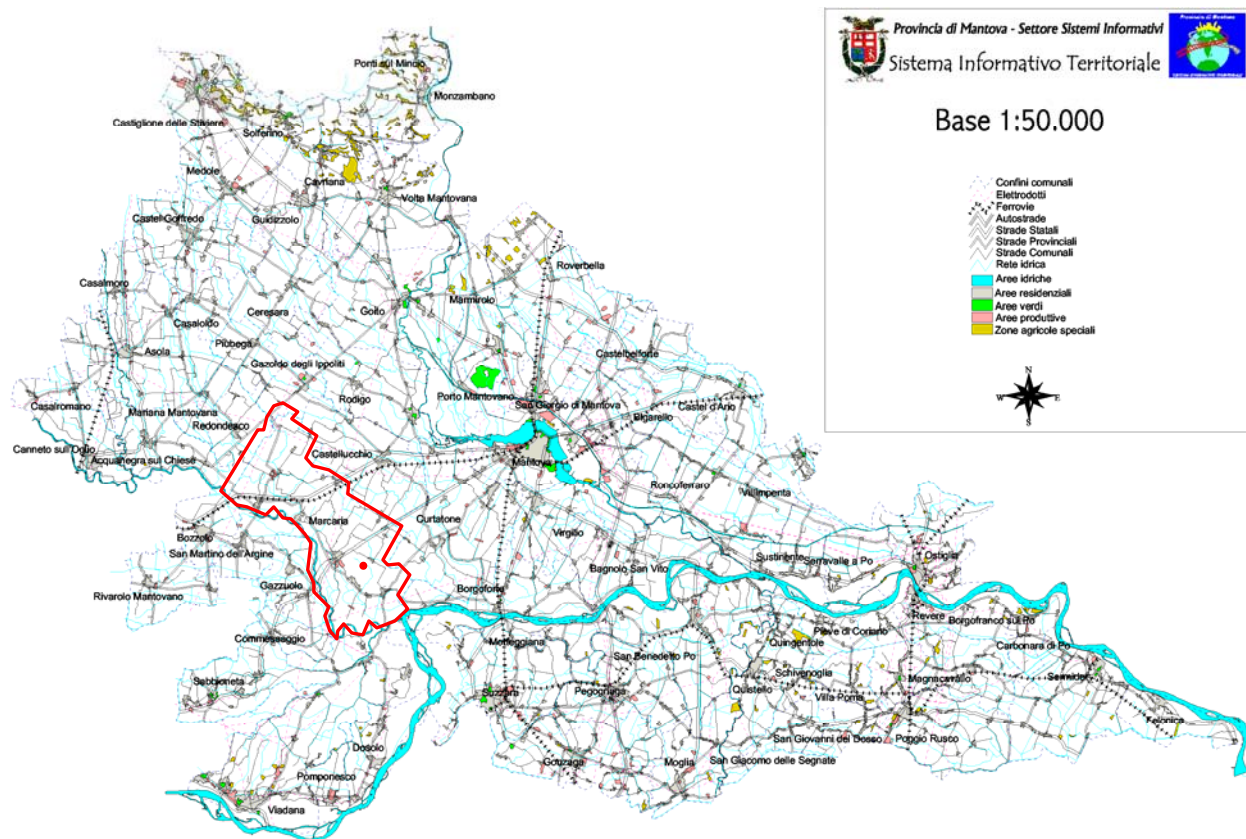 Provincia di Mantova - Settore Sistemi Informativi
Sistema Informativo Territoriale
Provincia di Mantova
Base 1:50.000
Confini comunali
Elettrodotti
Ferrovie
Autostrade
Strade Statali
Strade Provinciali
Strade Comunali
Rete idrica
Aree idriche
Aree residenziali
Aree verdi
Aree produttive
Zone agricole speciali
N
W
E
S
Ponti sul Mincio
Monzambano
Castiglione delle Stiviere
Solferino
Medole
Cavriana
Volta Mantovana
Castel Goffredo
Guidizzolo
Roverbella
Casalmoro
Ceresara
Goito
Marmirolo
Casaloldo
Piubega
Asola
Castelbelforte
Gazoldo degli Ippoliti
Rodigo
Porto Mantovano
San Giorgio di Mantova
Casalromano
Mariana Mantovana
Castel d'Ario
Bigarello
Redondesco
Canneto sull'Oglio
Acquanegra sul Chiese
Castellucchio
Mantova
Roncoferraro
Villimpenta
Marcaria
Curtatone
Bozzolo
Virgilio
San Martino dell'Argine
Sustinente
Serravalle a Po
Ostiglia
Bagnolo San Vito
Gazzuolo
Borgoforte
Rivarolo Mantovano
Commessaggio
Motteggiana
Pieve di Coriano
Revere
Borgofranco sul Po
Quingentole
Carbonara di Po
San Benedetto Po
Schivenoglia
Sabbioneta
Magnacavallo
Sermide
Suzzara
Pegognaga
Quistello
Villa Poma
Felonica
San Giovanni del Dosso
Poggio Rusco
Dosolo
Gonzaga
Moglia
San Giacomo delle Segnate
Pomponesco
Viadana